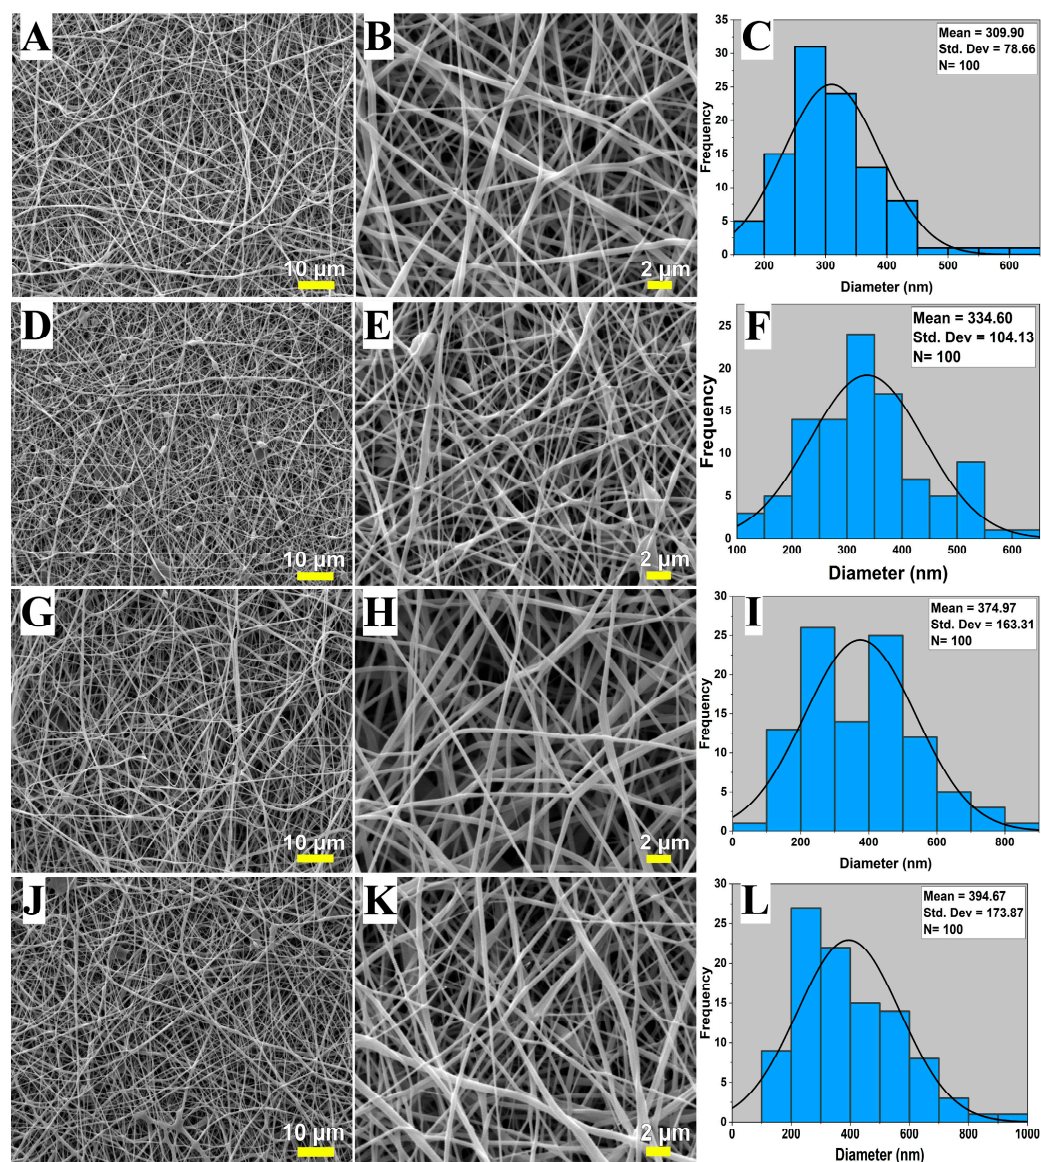 A
10 µm
B
2 µm
C
Mean = 309.90
Std. Dev = 78.66
N= 100
Frequency
35
30
25
20
15
10
5
0
200 300 400 500 600
Diameter (nm)
D
10 µm
E
2 µm
F
Mean = 334.60
Std. Dev = 104.13
N= 100
Frequency
25
20
15
10
5
0
100 200 300 400 500 600
Diameter (nm)
G
10 µm
H
2 µm
I
Mean = 374.97
Std. Dev = 163.31
N= 100
Frequency
30
25
20
15
10
5
0
0 200 400 600 800
Diameter (nm)
J
10 µm
K
2 µm
L
Mean = 394.67
Std. Dev = 173.87
N= 100
Frequency
30
25
20
15
10
5
0
0 200 400 600 800 1000
Diameter (nm)